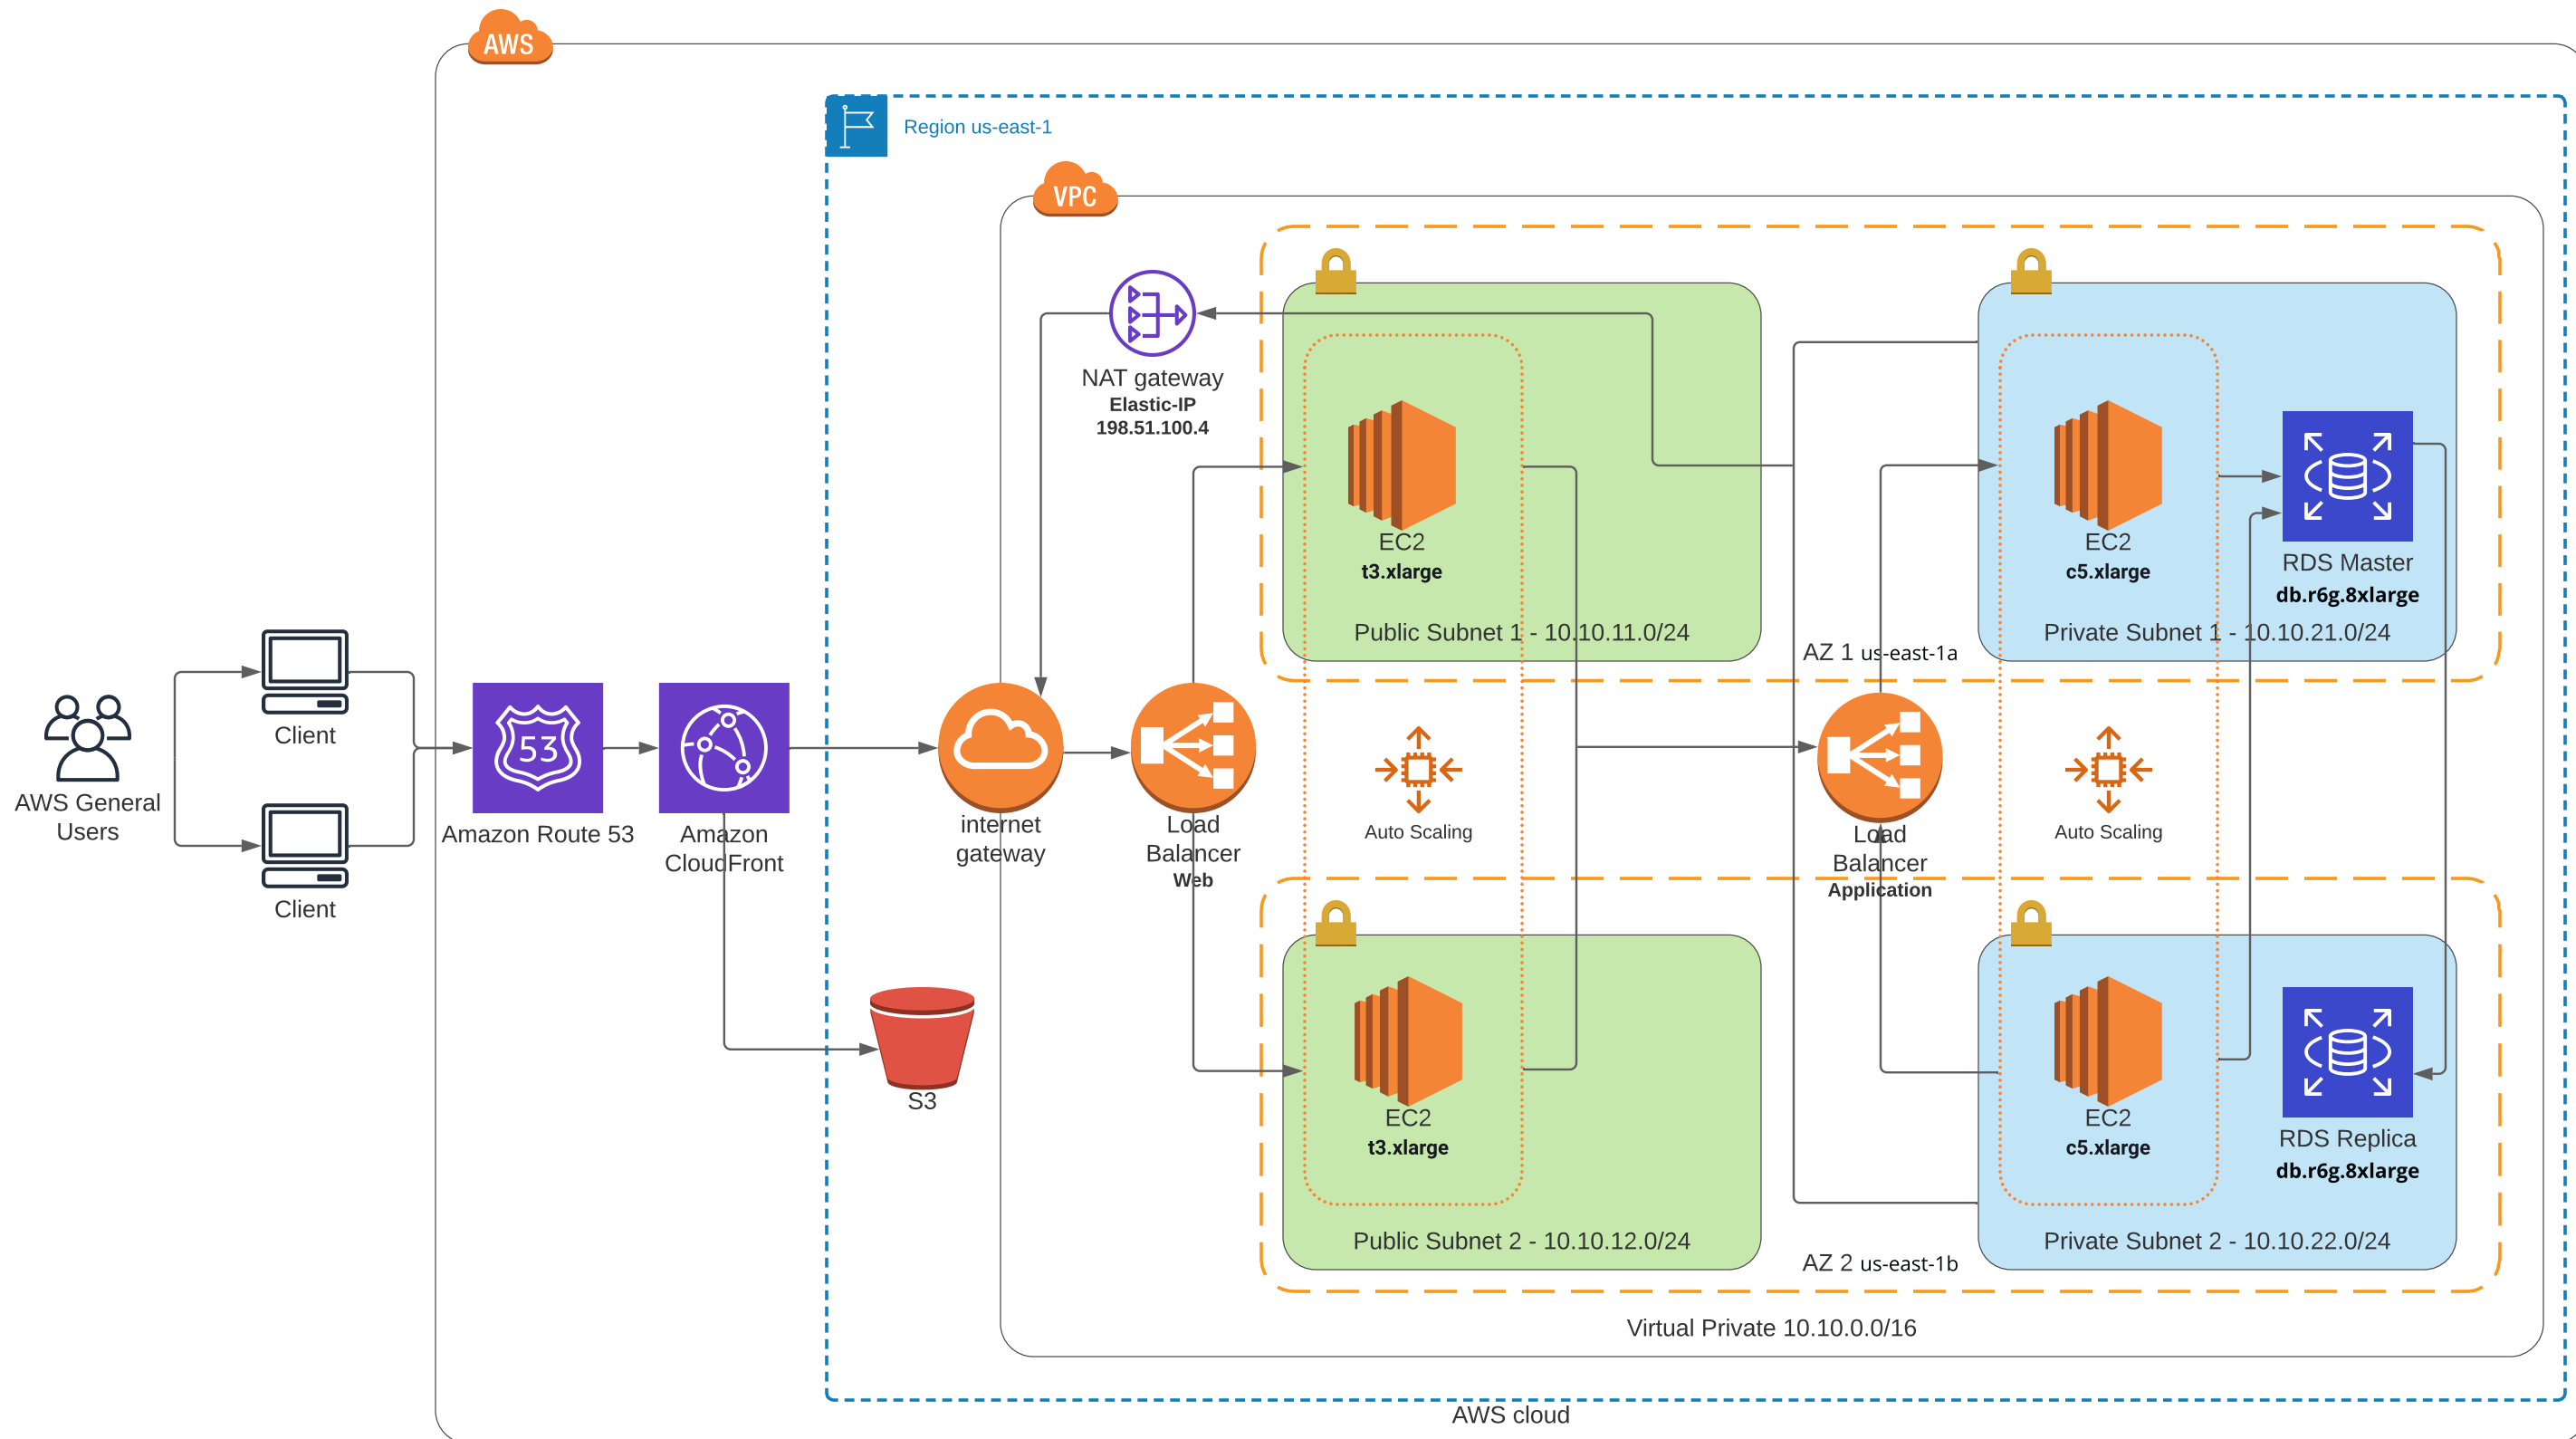 AWS
Region us-east-1
VPC
NAT gateway
Elastic-IP
198.51.100.4
EC2
t3.xlarge
Public Subnet 1 - 10.10.11.0/24
EC2
c5.xlarge
RDS Master
db.r6g.8xlarge
Private Subnet 1 - 10.10.21.0/24
AZ 1 us-east-1a
AWS General
Users
Client
Client
53
Amazon Route 53
Amazon
CloudFront
internet
gateway
Load
Balancer
Web
Auto Scaling
Load
Balancer
Application
Auto Scaling
S3
EC2
t3.xlarge
Public Subnet 2 - 10.10.12.0/24
EC2
c5.xlarge
RDS Replica
db.r6g.8xlarge
Private Subnet 2 - 10.10.22.0/24
AZ 2 us-east-1b
Virtual Private 10.10.0.0/16
AWS cloud